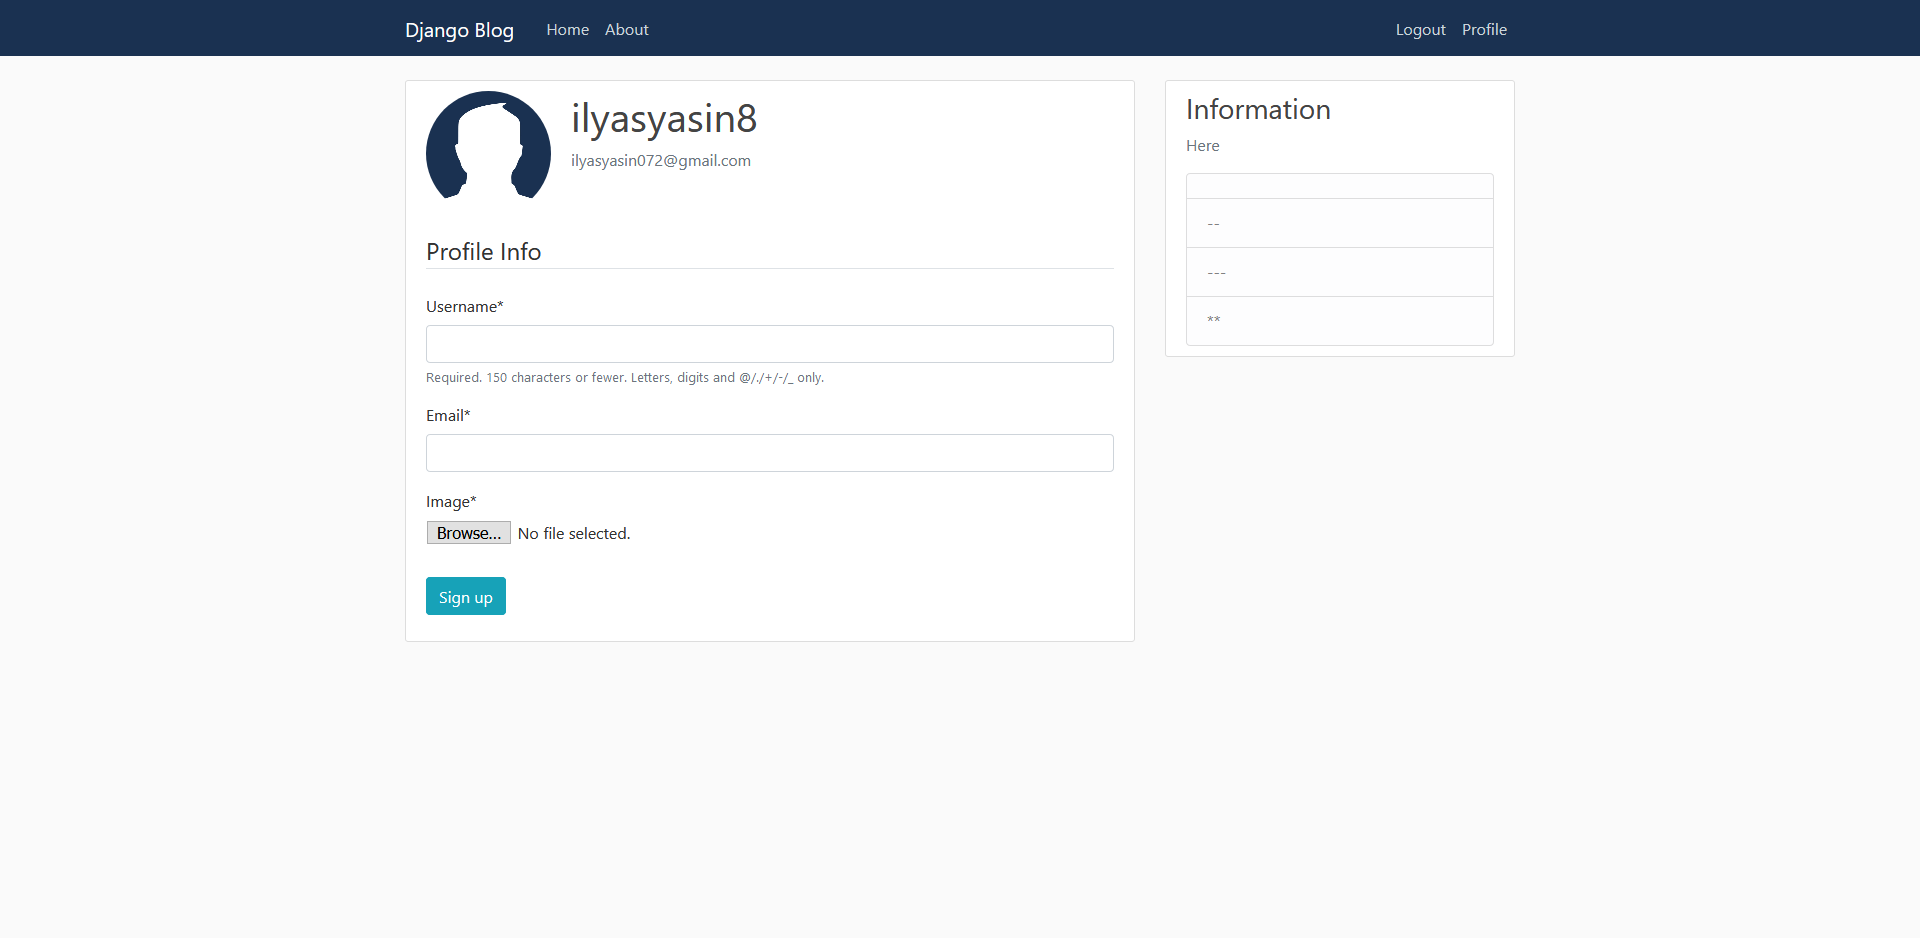 Django Blog Home About Logout Profile
ilyasyasin8
ilyasyasin072@gmail.com
Profile Info
Username*
Required. 150 characters or fewer. Letters, digits and @/./+/-/_ only.
Email*
Image*
Browse... No file selected.
Sign up
Information
Here
--
---
**